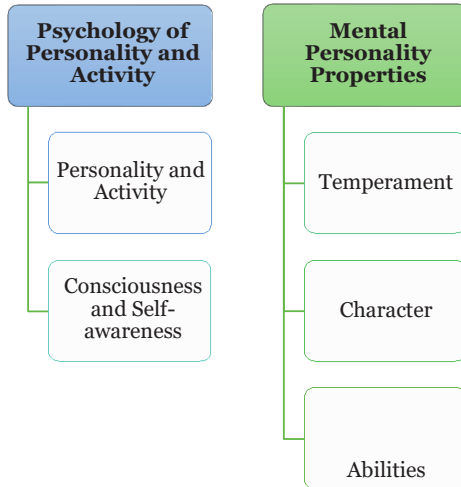 Psychology of
Personality and
Activity
Personality and
Activity
Consciousness
and Self-
awareness
Mental
Personality
Properties
Temperament
Character
Abilities